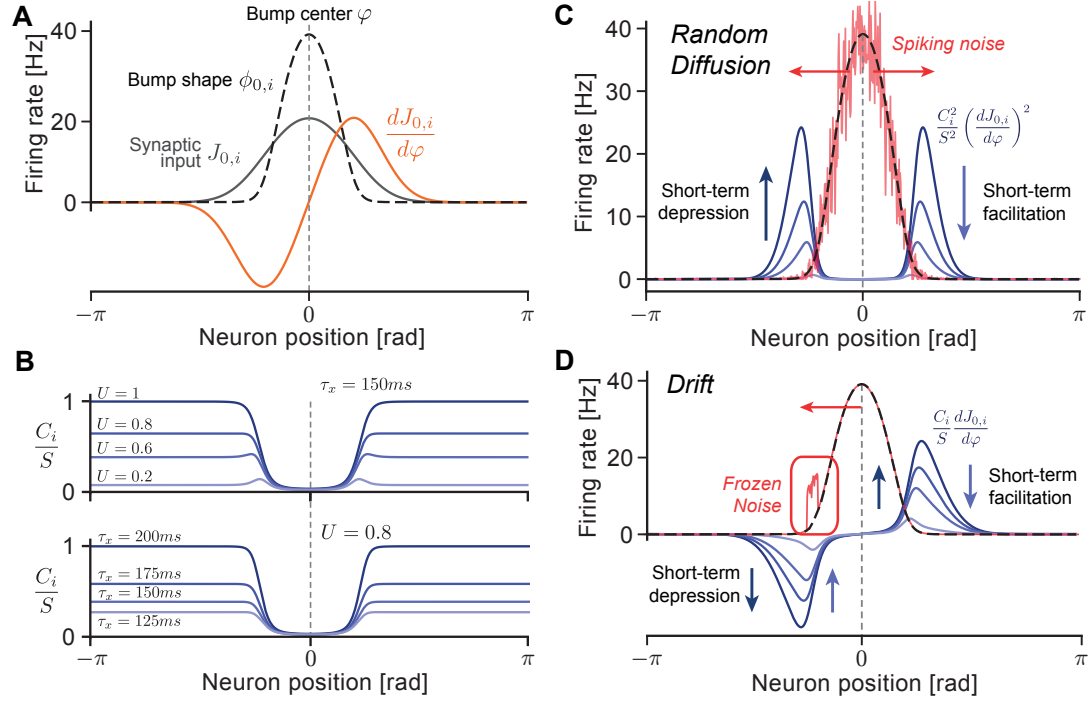 A
Bump center φ
Firing rate [Hz]
40
20
0
Bump shape ϕ₀,ᵢ
Synaptic
input J₀,ᵢ
dJ₀,ᵢ/dφ
−π
0
π
Neuron position [rad]
B
τₓ = 150ms
Cᵢ/S
1
0
U = 1
U = 0.8
U = 0.6
U = 0.2
U = 0.8
Cᵢ/S
1
0
τₓ = 200ms
τₓ = 175ms
τₓ = 150ms
τₓ = 125ms
−π
0
π
Neuron position [rad]
C
Random
Diffusion
Spiking noise
Firing rate [Hz]
40
30
20
10
0
Cᵢ²/S² (dJ₀,ᵢ/dφ)²
Short-term
depression
Short-term
facilitation
−π
0
π
Neuron position [rad]
D
Drift
Firing rate [Hz]
40
20
0
Cᵢ/S dJ₀,ᵢ/dφ
Frozen
Noise
Short-term
facilitation
Short-term
depression
−π
0
π
Neuron position [rad]